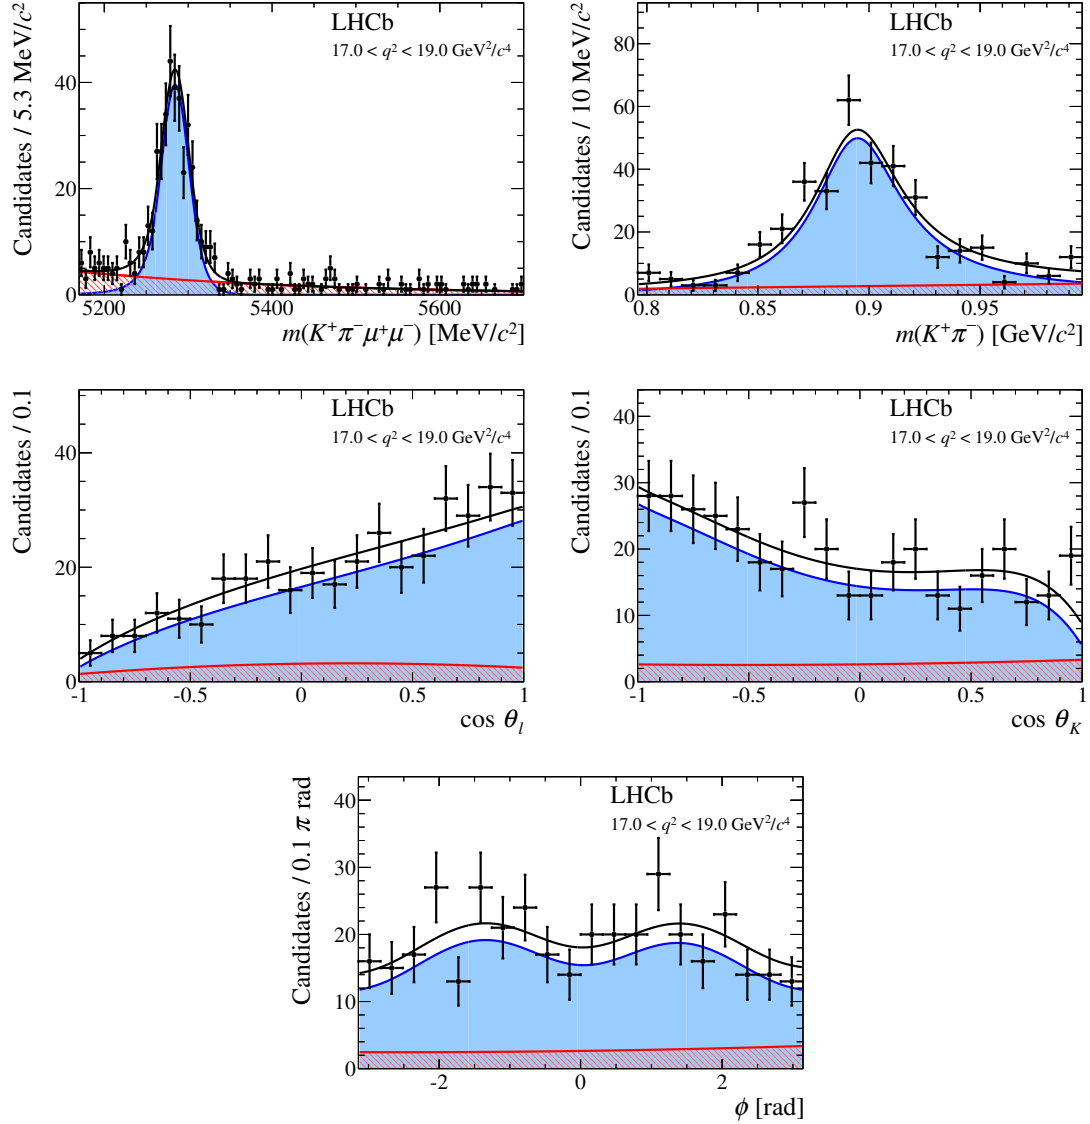 LHCb
17.0 < q² < 19.0 GeV²/c⁴
Candidates / 5.3 MeV/c²
0
20
40
5200
5400
5600
m(K⁺π⁻μ⁺μ⁻) [MeV/c²]
LHCb
17.0 < q² < 19.0 GeV²/c⁴
Candidates / 10 MeV/c²
0
20
40
60
80
0.8
0.85
0.9
0.95
m(K⁺π⁻) [GeV/c²]
LHCb
17.0 < q² < 19.0 GeV²/c⁴
Candidates / 0.1
0
20
40
-1
-0.5
0
0.5
1
cos θ_l
LHCb
17.0 < q² < 19.0 GeV²/c⁴
Candidates / 0.1
0
10
20
30
40
-1
-0.5
0
0.5
1
cos θ_K
LHCb
17.0 < q² < 19.0 GeV²/c⁴
Candidates / 0.1 π rad
0
10
20
30
40
-2
0
2
ϕ [rad]